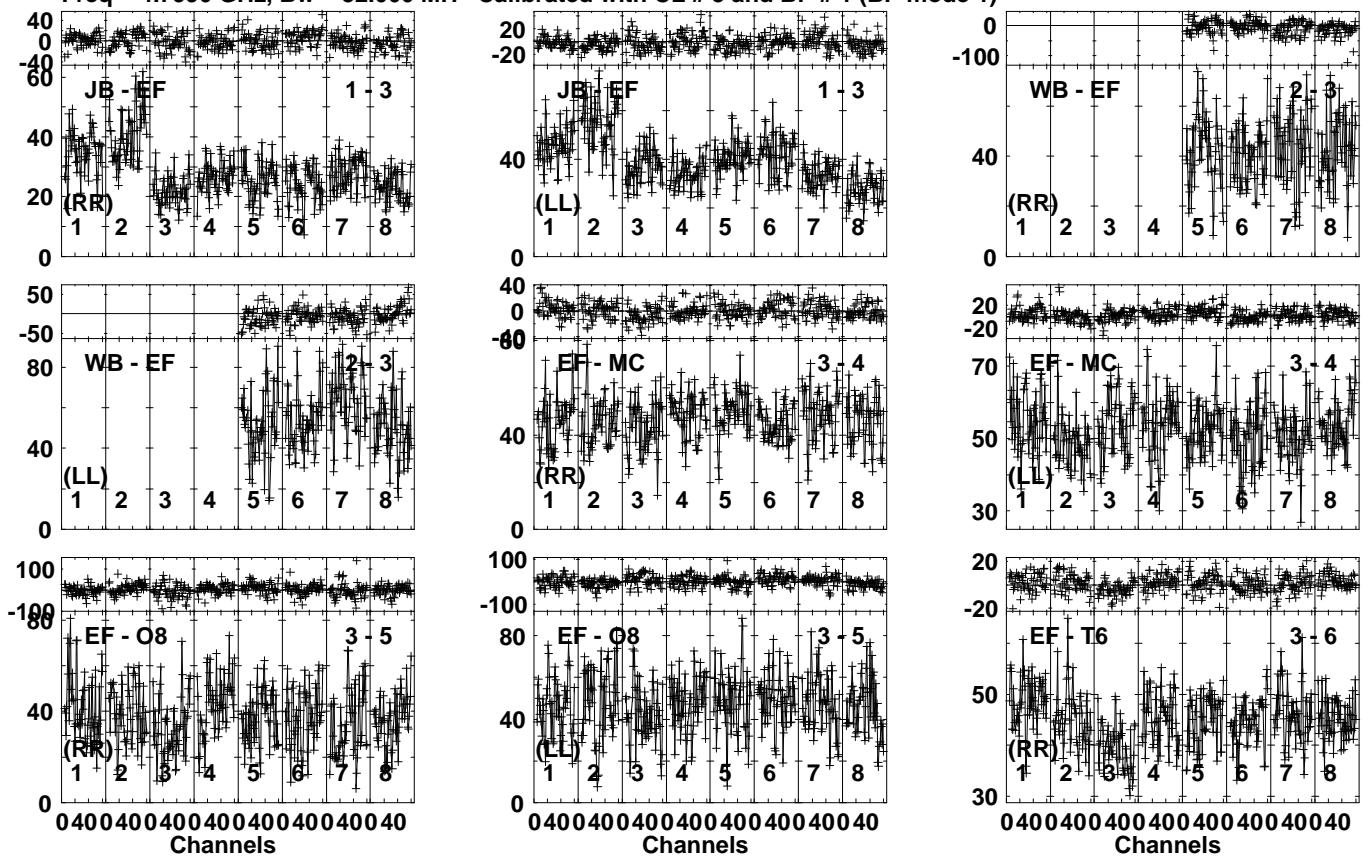 40 20 0 -40
60 JB - EF 1 - 3
40
20 (RR)
1 2 3 4 5 6 7 8
0
20 -20
JB - EF 1 - 3
40
(LL)
1 2 3 4 5 6 7 8
0
0 -100
WB - EF 2 - 3
40
(RR)
1 2 3 4 5 6 7 8
0
50 -50
80 WB - EF 2 - 3
40
(LL)
1 2 3 4 5 6 7 8
0
40 0
EF - MC 3 - 4
40
(RR)
1 2 3 4 5 6 7 8
0
20 -20
70 EF - MC 3 - 4
50
(LL)
30 1 2 3 4 5 6 7 8
100 -100
80 EF - O8 3 - 5
40
(RR)
1 2 3 4 5 6 7 8
0
100 -100
80 EF - O8 3 - 5
40
(LL)
1 2 3 4 5 6 7 8
0
20 -20
EF - T6 3 - 6
50
(RR)
1 2 3 4 5 6 7 8
30
0 40 0 40 0 40 0 40 0 40 0 40 0 40 0 40
Channels
0 40 0 40 0 40 0 40 0 40 0 40 0 40 0 40
Channels
0 40 0 40 0 40 0 40 0 40 0 40 0 40 0 40
Channels